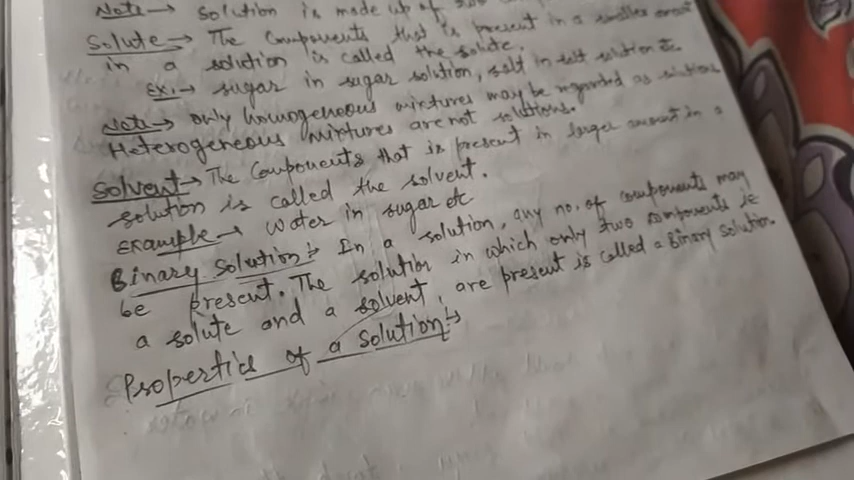 Note → Solution is made up of
Solute → The Components that is present in a smaller amount
in a solution is called the solute.
Ex:→ sugar in sugar solution, salt in salt solution etc.
Note → only homogeneous mixtures may be regarded as solutions.
Heterogeneous mixtures are not solutions.
Solvent → The Components that is present in larger amount in a
solution is called the solvent.
Example → Water in sugar etc
Binary Solution:→ In a solution, any no. of components may
be present. The solution in which only two components ie
a solute and a solvent, are present is called a Binary solution.
Properties of a solution:→